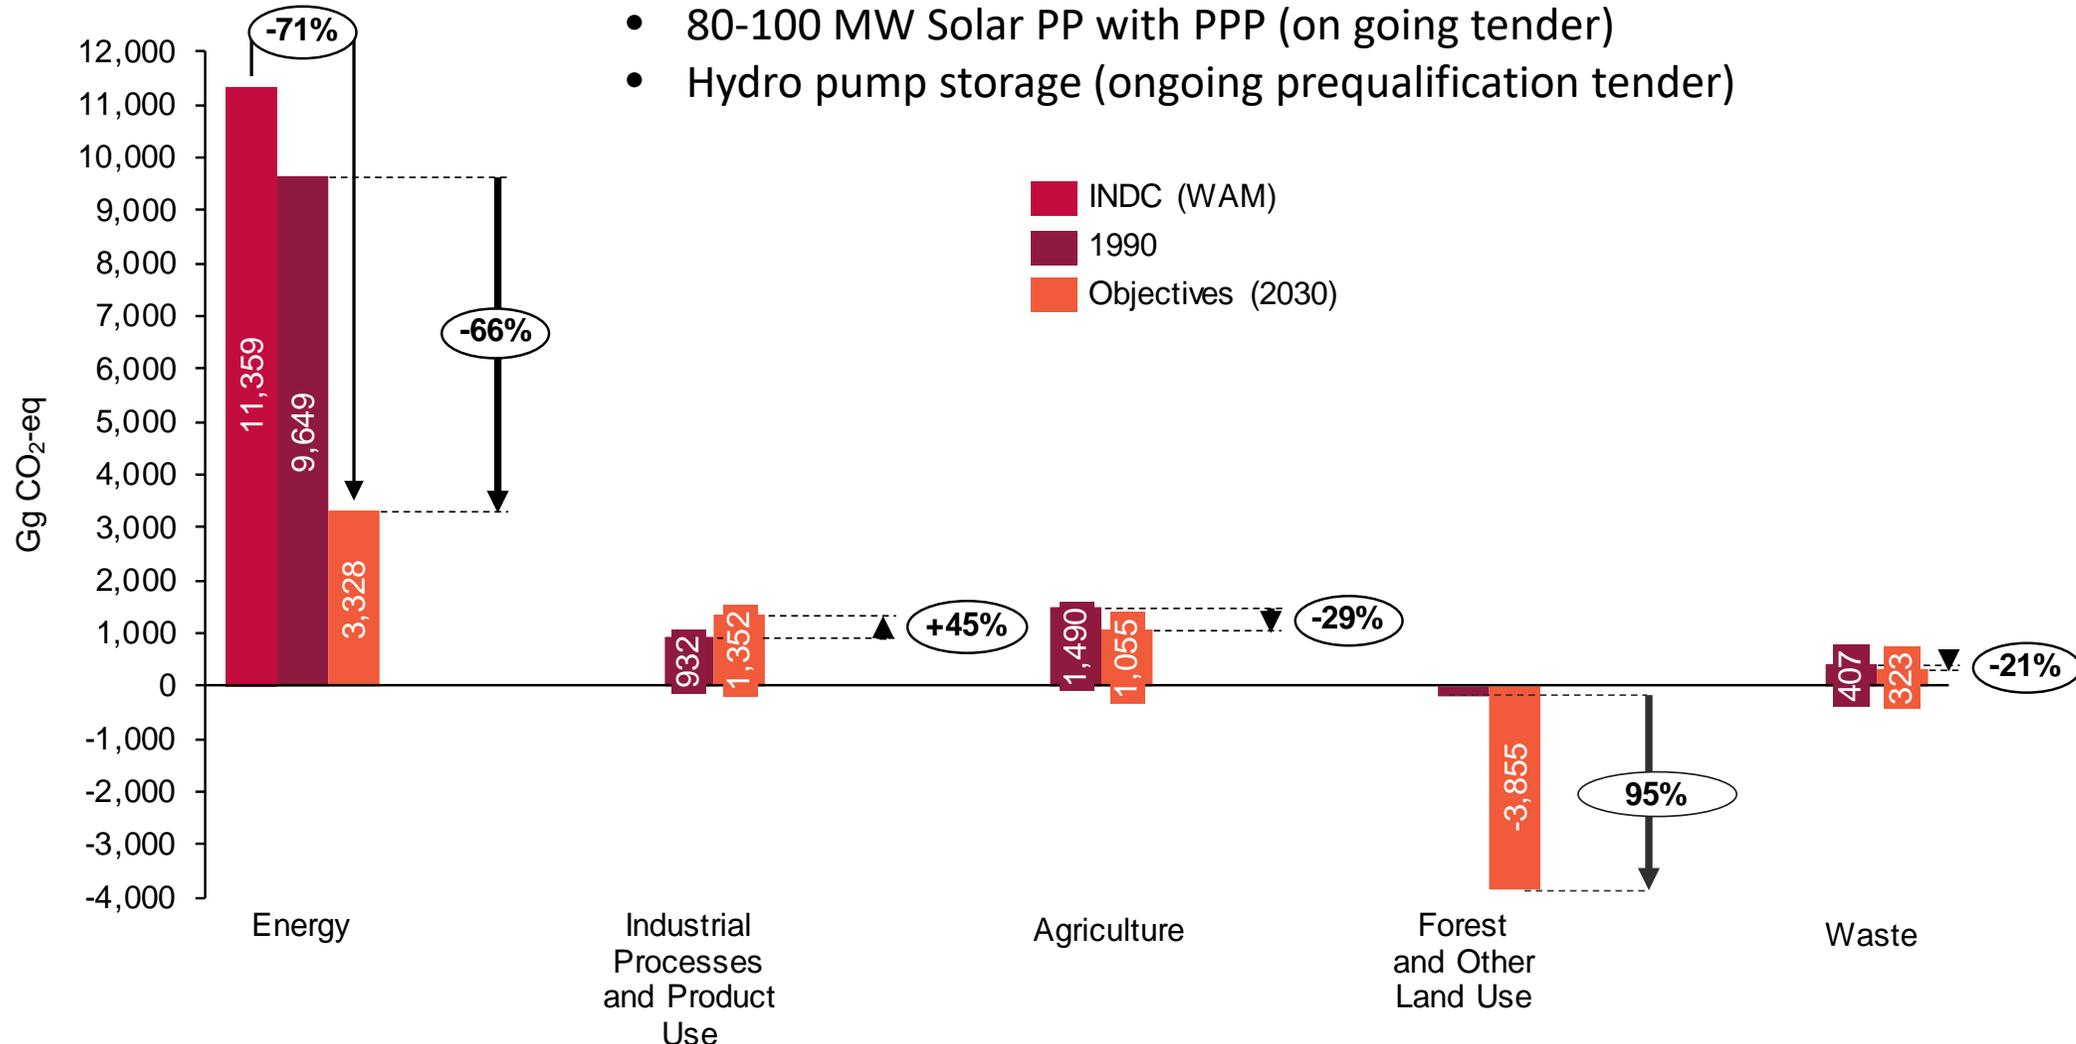 • 80-100 MW Solar PP with PPP (on going tender)
• Hydro pump storage (ongoing prequalification tender)
-71%
12,000
11,000
10,000
9,000
8,000
7,000
6,000
5,000
4,000
3,000
2,000
1,000
0
-1,000
-2,000
-3,000
-4,000
Gg CO₂-eq
INDC (WAM)
1990
Objectives (2030)
11,359
9,649
3,328
-66%
932
1,352
+45%
1,490
1,055
-29%
-3,855
95%
407
323
-21%
Energy
Industrial
Processes
and Product
Use
Agriculture
Forest
and Other
Land Use
Waste